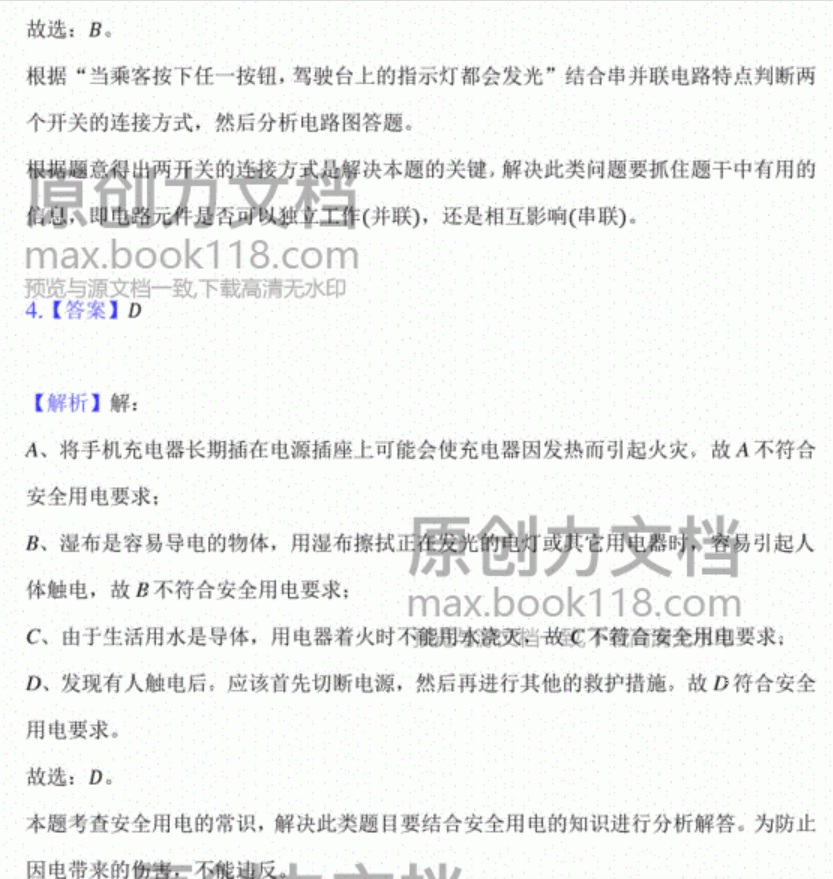 故选：B。
根据“当乘客按下任一按钮，驾驶台上的指示灯都会发光”结合串并联电路特点判断两
个开关的连接方式，然后分析电路图答题。
根据题意得出两开关的连接方式是解决本题的关键，解决此类问题要抓住题干中有用的
原创力文档
信息，即电路元件是否可以独立工作(并联)，还是相互影响(串联)。
max.book118.com
预览与源文档一致,下载高清无水印
4.【答案】D
【解析】解：
A、将手机充电器长期插在电源插座上可能会使充电器因发热而引起火灾。故A不符合
安全用电要求；
原创力文档
B、湿布是容易导电的物体，用湿布擦拭正在发光的电灯或其它用电器时，容易引起人
体触电，故B不符合安全用电要求；
max.book118.com
C、由于生活用水是导体，用电器着火时不能用水浇灭，故C不符合安全用电要求；
D、发现有人触电后。应该首先切断电源，然后再进行其他的救护措施。故D符合安全
用电要求。
故选：D。
本题考查安全用电的常识，解决此类题目要结合安全用电的知识进行分析解答。为防止
因电带来的伤害，不能违反。